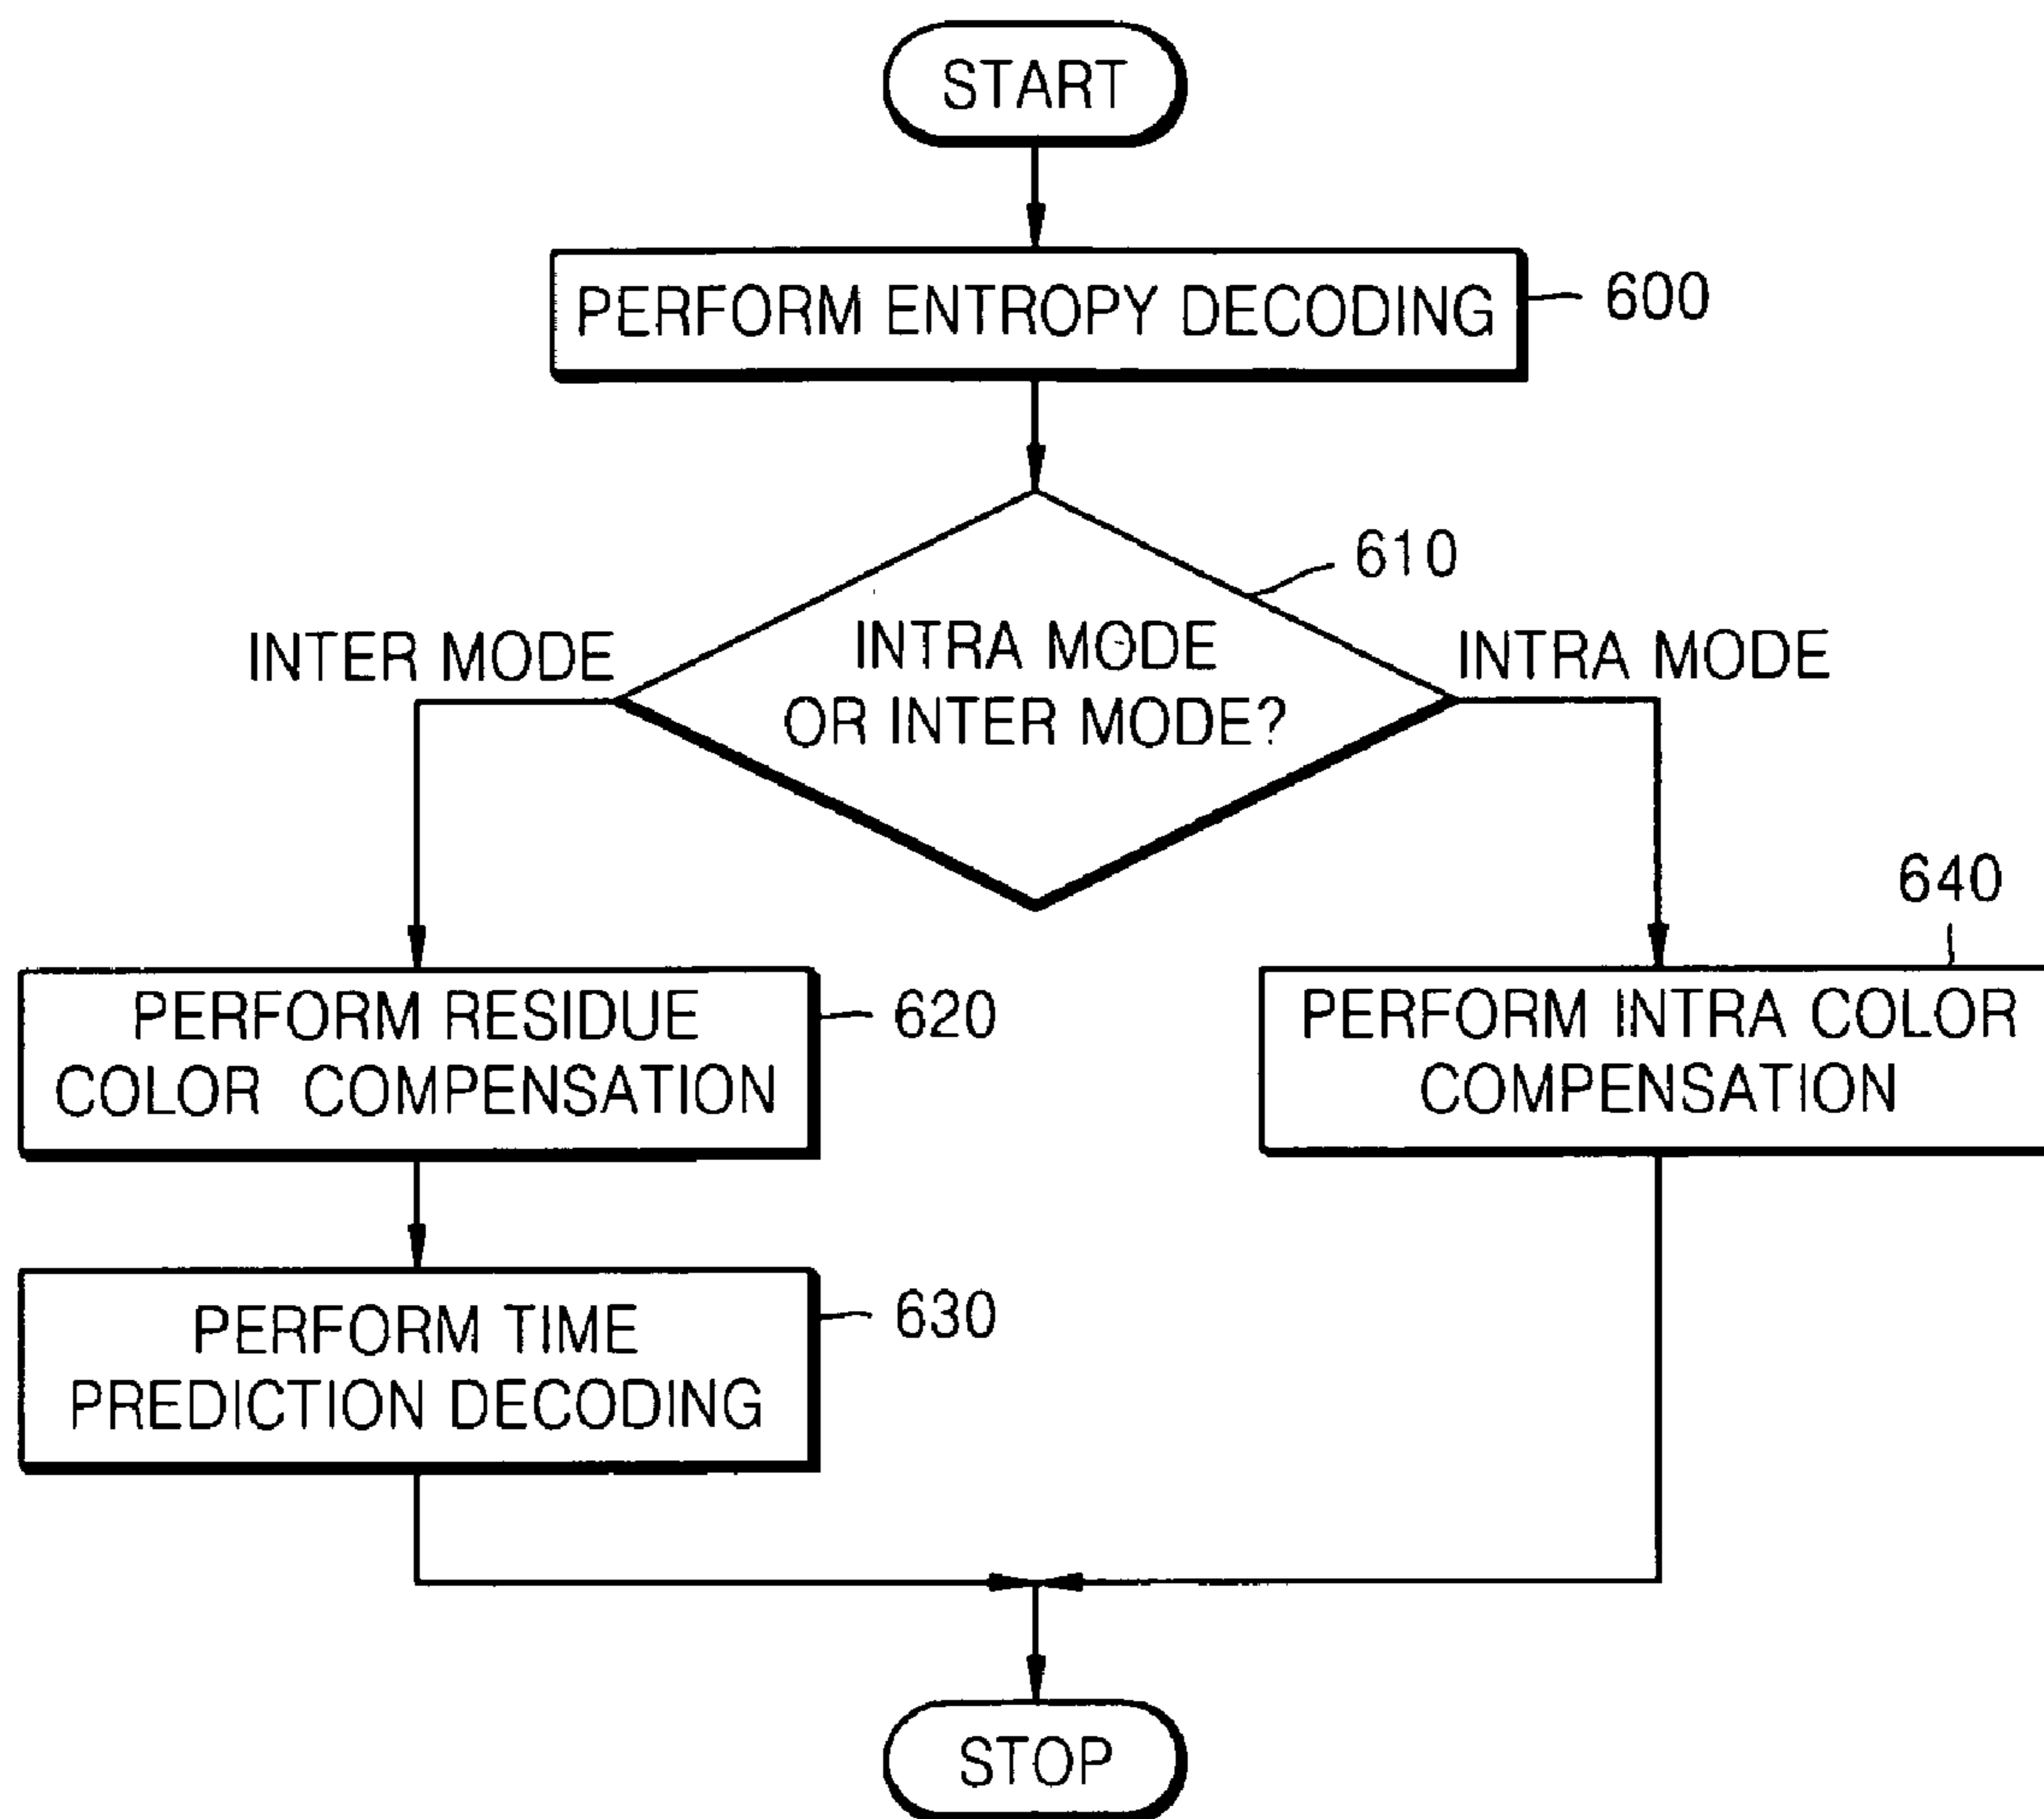 START
PERFORM ENTROPY DECODING
600
610
INTER MODE
INTRA MODE
OR INTER MODE?
INTRA MODE
640
PERFORM RESIDUE
COLOR COMPENSATION
620
PERFORM INTRA COLOR
COMPENSATION
PERFORM TIME
PREDICTION DECODING
630
STOP